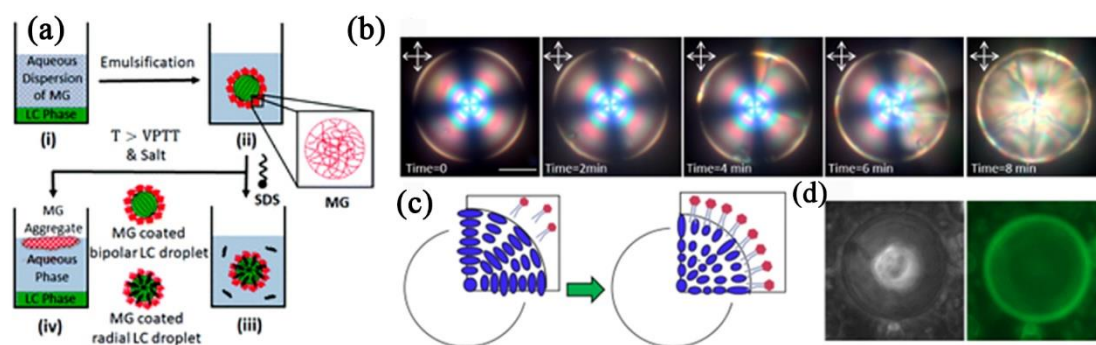 (a)
Aqueous
Dispersion
of MG
LC Phase
(i)
Emulsification
(ii)
MG
T > VPTT
& Salt
SDS
MG
Aggregate
Aqueous
Phase
LC Phase
(iv)
MG coated
bipolar LC droplet
MG coated
radial LC droplet
(iii)
(b)
Time=0
Time=2min
Time= 4 min
Time= 6 min
Time= 8 min
(c)
(d)